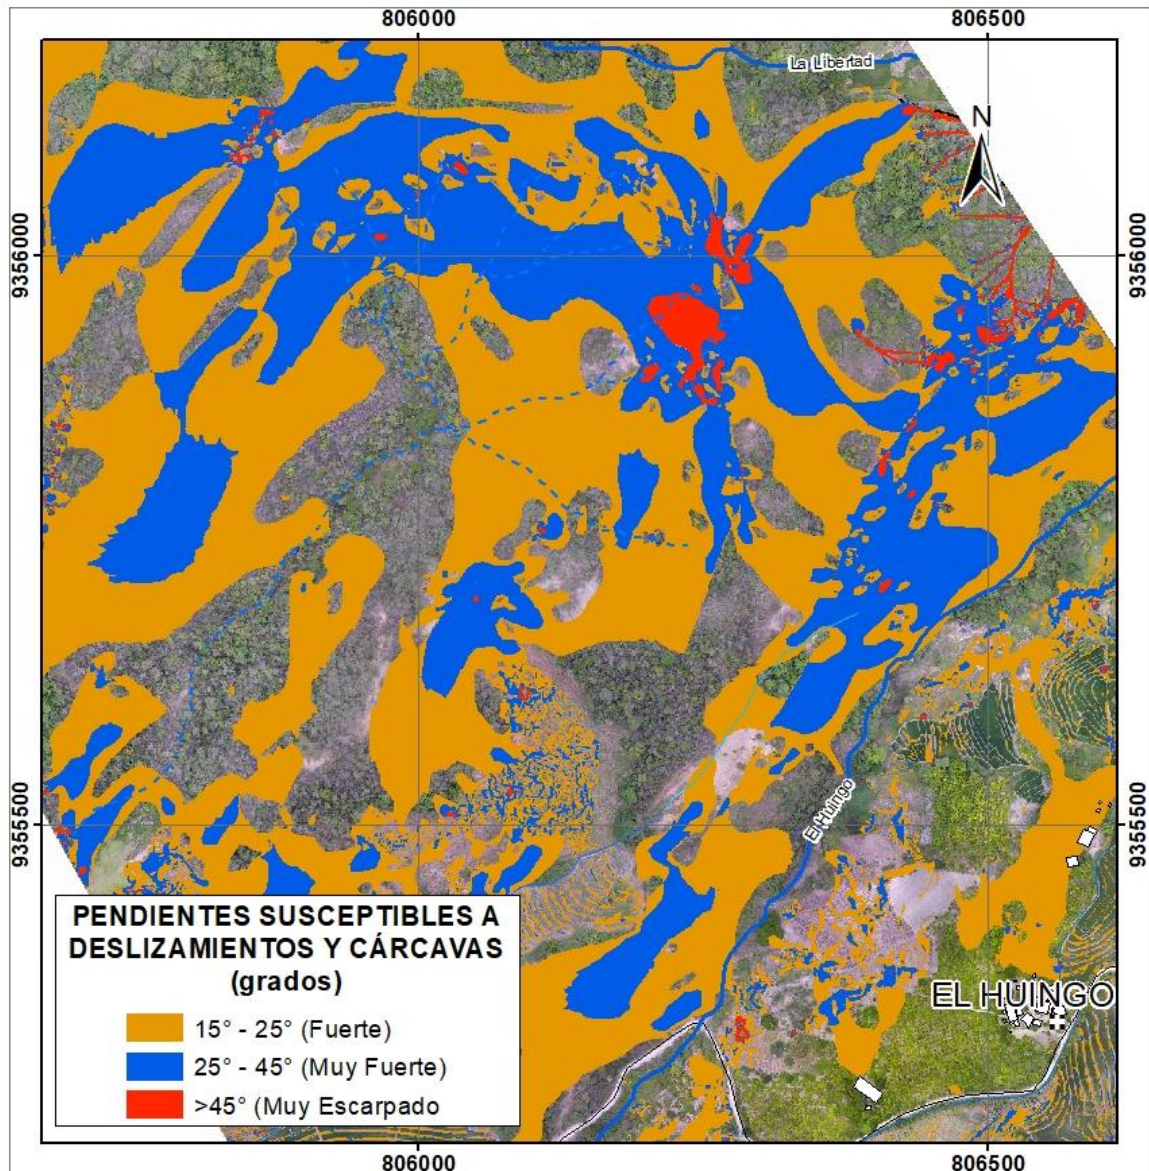 806000
806500
La Libertad
N
9356000
9356000
El Huingo
9355500
9355500
PENDIENTES SUSCEPTIBLES A
DESLIZAMIENTOS Y CÁRCAVAS
(grados)
15° - 25° (Fuerte)
25° - 45° (Muy Fuerte)
>45° (Muy Escarpado
EL HUINGO
806000
806500